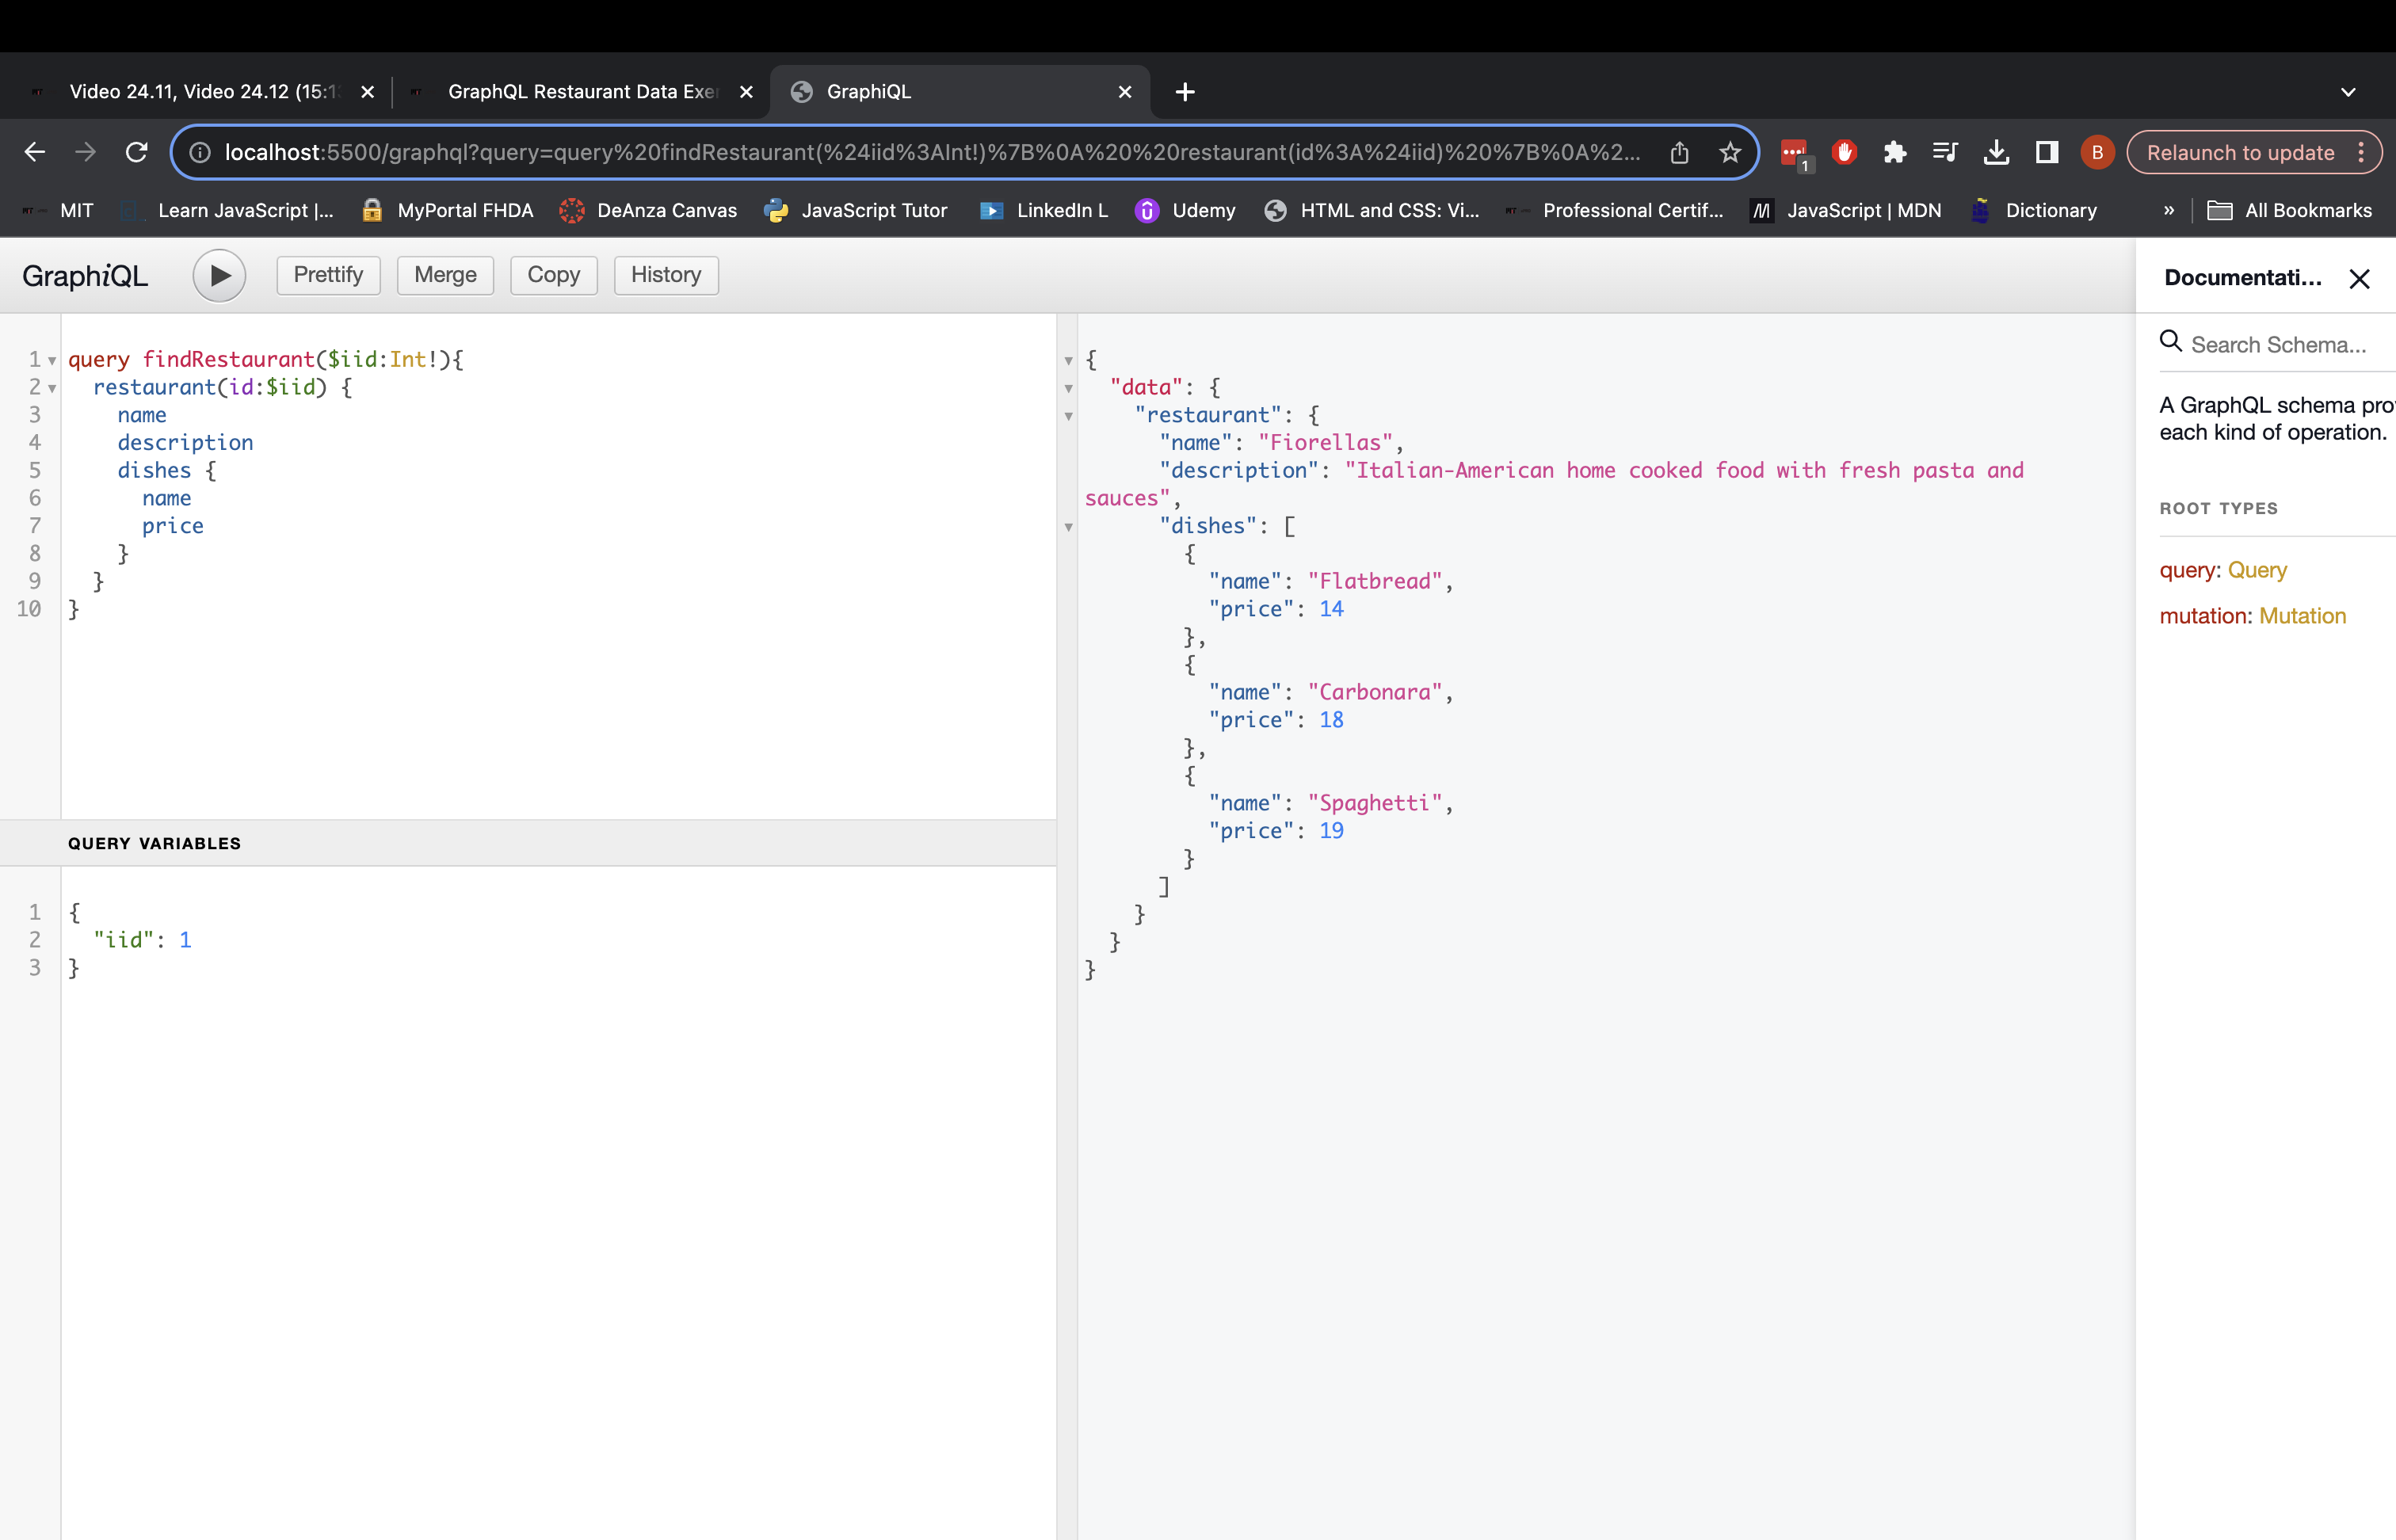 Video 24.11, Video 24.12 (15:1
GraphQL Restaurant Data Exer
GraphiQL
localhost:5500/graphql?query=query%20findRestaurant(%24iid%3AInt!)%7B%0A%20%20restaurant(id%3A%24iid)%20%7B%0A%2...
1
B
Relaunch to update
MIT
Learn JavaScript |...
MyPortal FHDA
DeAnza Canvas
JavaScript Tutor
LinkedIn L
Udemy
HTML and CSS: Vi...
Professional Certif...
JavaScript | MDN
Dictionary
»
All Bookmarks
GraphiQL
Prettify
Merge
Copy
History
1 query findRestaurant($iid:Int!){
2 restaurant(id:$iid) {
3 name
4 description
5 dishes {
6 name
7 price
8 }
9 }
10 }
QUERY VARIABLES
1 {
2 "iid": 1
3 }
{
"data": {
"restaurant": {
"name": "Fiorellas",
"description": "Italian-American home cooked food with fresh pasta and
sauces",
"dishes": [
{
"name": "Flatbread",
"price": 14
},
{
"name": "Carbonara",
"price": 18
},
{
"name": "Spaghetti",
"price": 19
}
]
}
}
}
Documentati...
Search Schema...
A GraphQL schema pro
each kind of operation.
ROOT TYPES
query: Query
mutation: Mutation